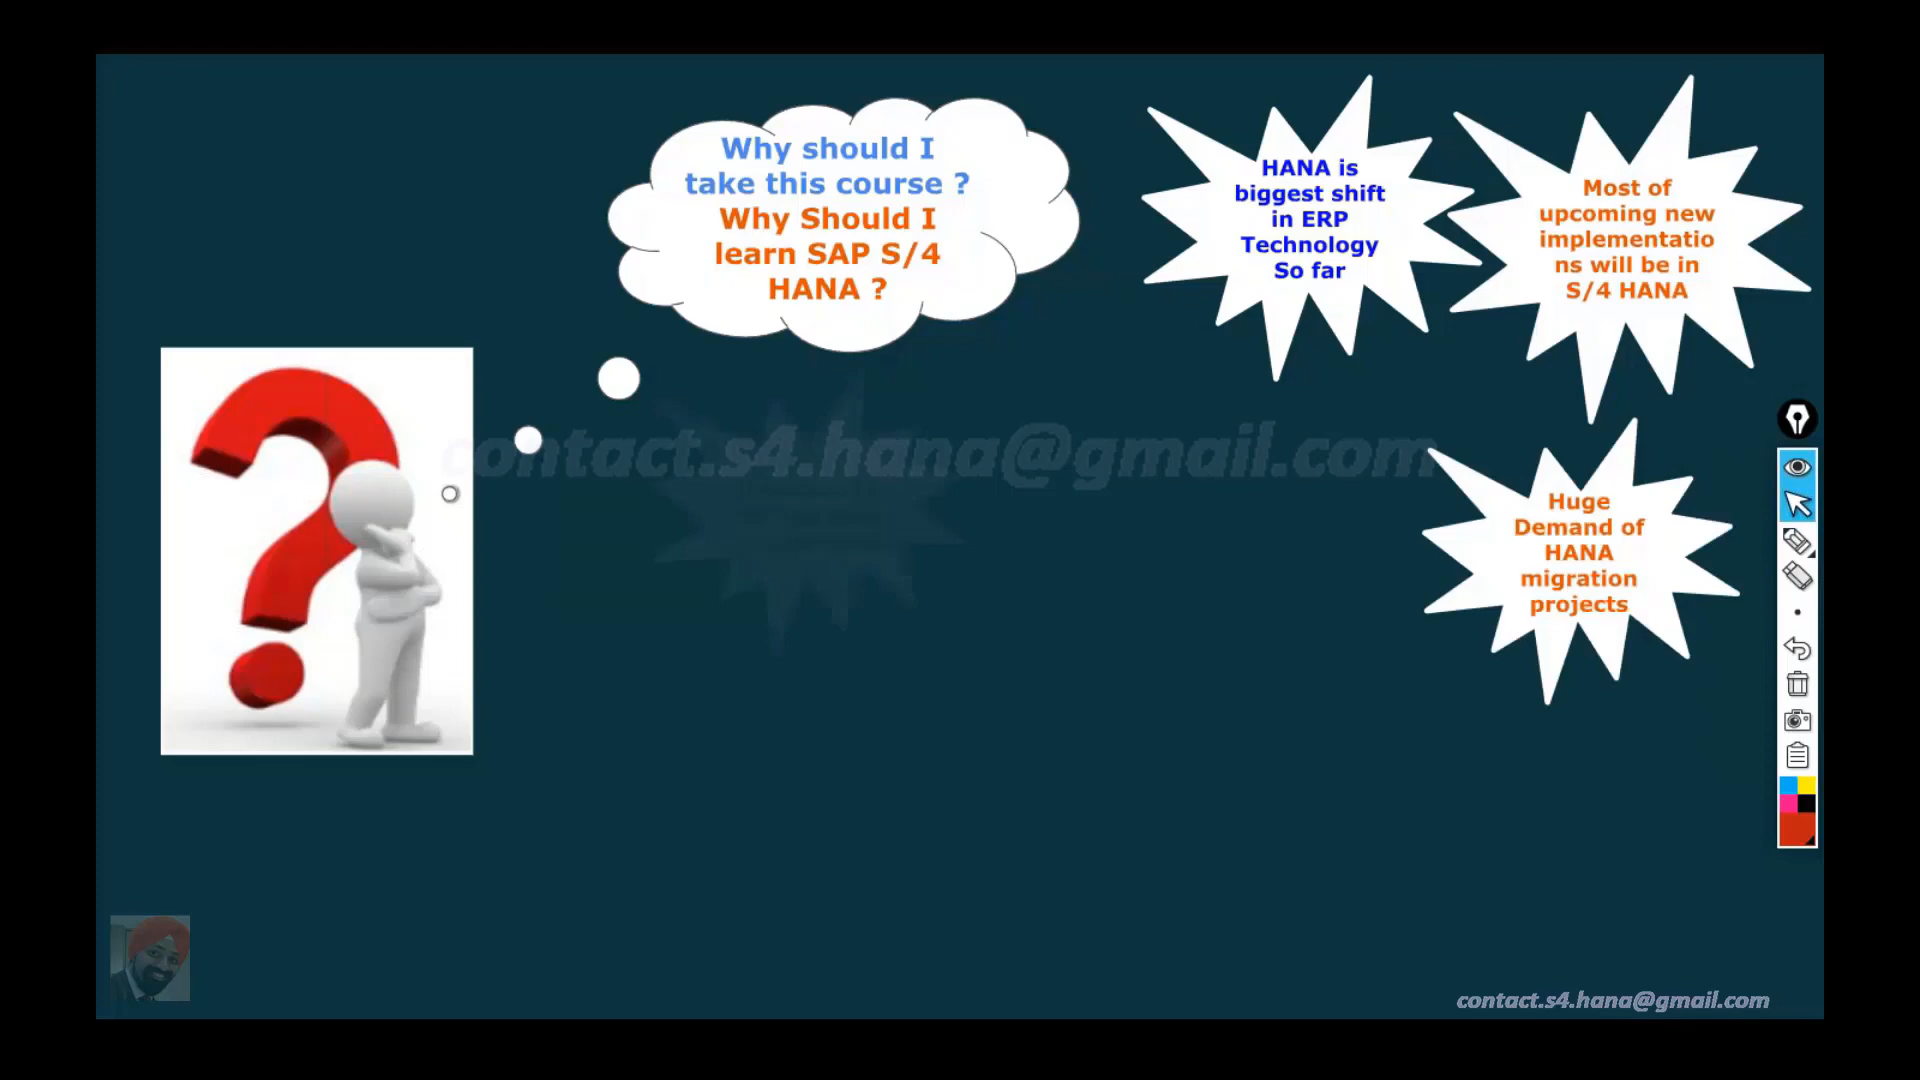 Why should I
take this course ?
Why Should I
learn SAP S/4
HANA ?
HANA is
biggest shift
in ERP
Technology
So far
Most of
upcoming new
implementatio
ns will be in
S/4 HANA
contact.s4.hana@gmail.com
Huge
Demand of
HANA
migration
projects
contact.s4.hana@gmail.com